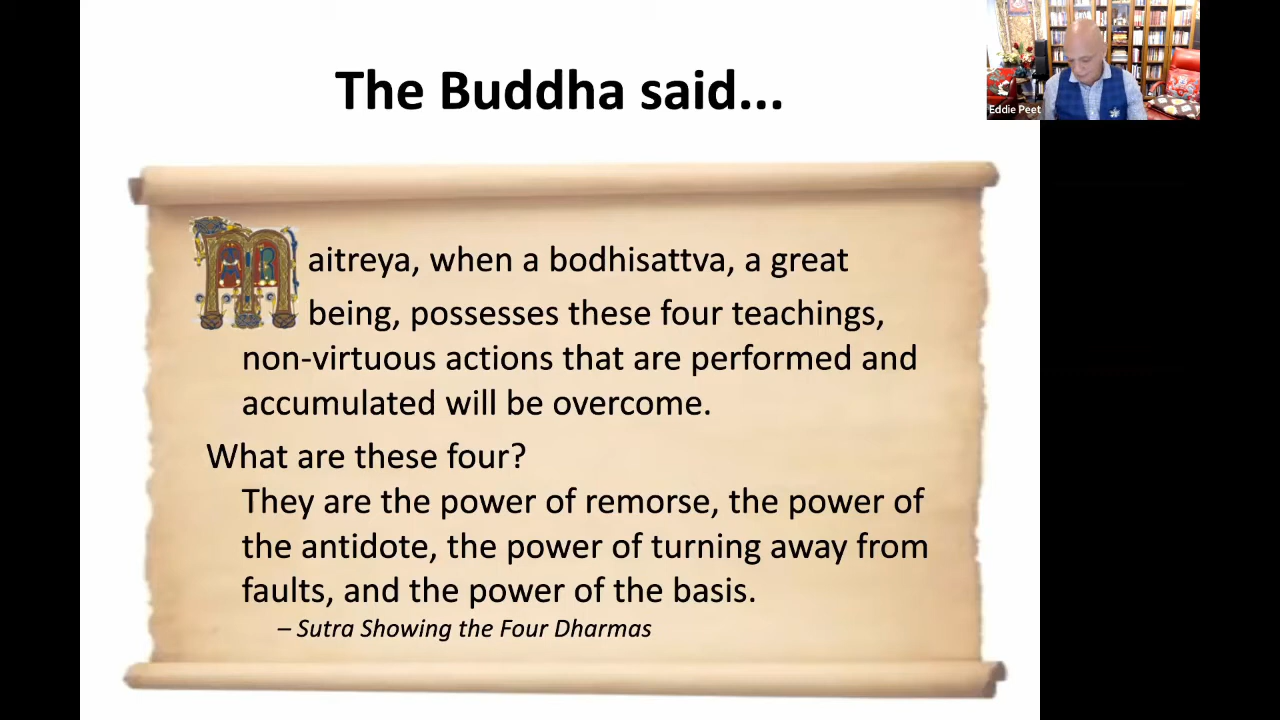 The Buddha said...
Maitreya, when a bodhisattva, a great
being, possesses these four teachings,
non-virtuous actions that are performed and
accumulated will be overcome.
What are these four?
They are the power of remorse, the power of
the antidote, the power of turning away from
faults, and the power of the basis.
– Sutra Showing the Four Dharmas
Eddie Peet